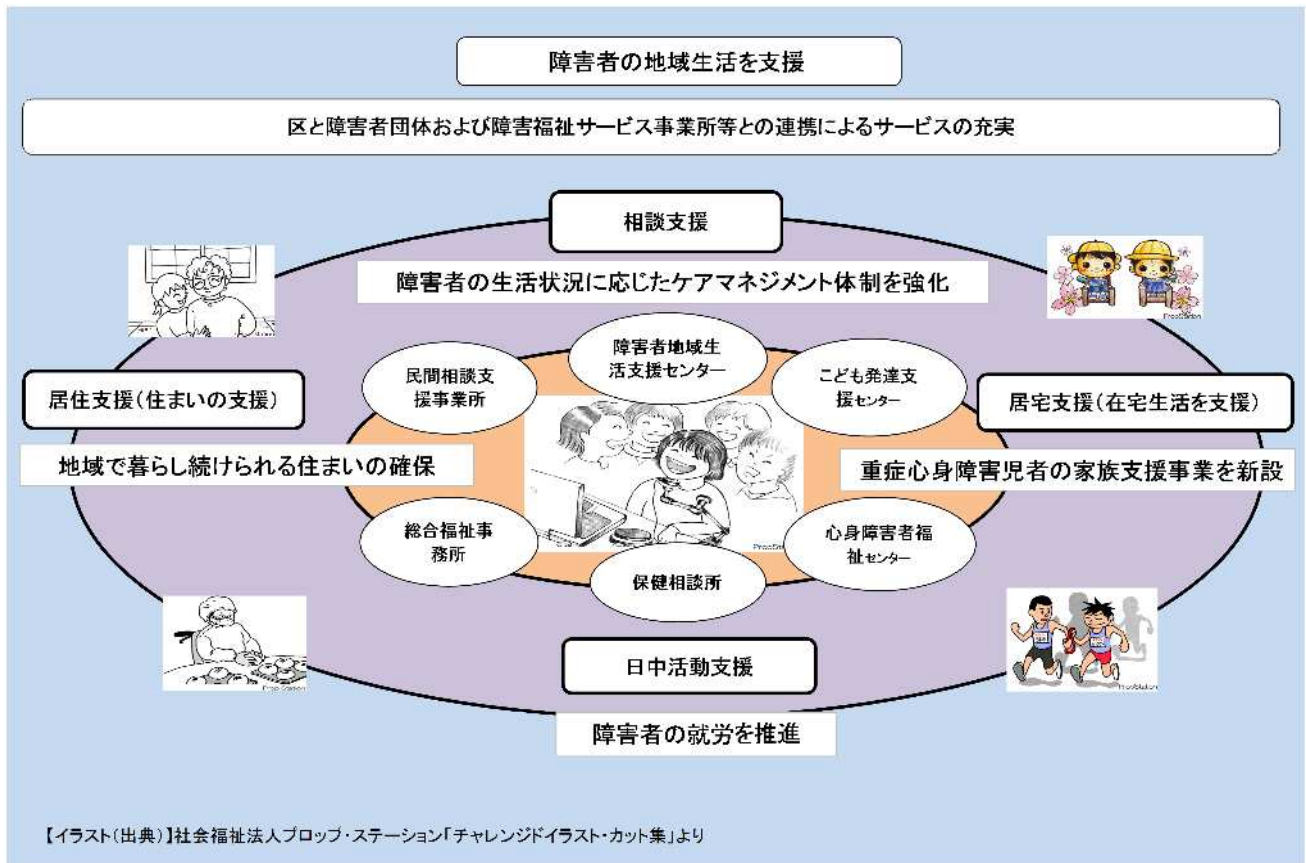 障害者の地域生活を支援
区と障害者団体および障害福祉サービス事業所等との連携によるサービスの充実
相談支援
障害者の生活状況に応じたケアマネジメント体制を強化
PropStation
障害者地域生
活支援センター
民間相談支
援事業所
こども発達支
援センター
居住支援(住まいの支援)
居宅支援(在宅生活を支援)
地域で暮らし続けられる住まいの確保
重症心身障害児者の家族支援事業を新設
総合福祉事
務所
心身障害者福
祉センター
PropStation
保健相談所
日中活動支援
PropStation
PropStation
障害者の就労を推進
【イラスト(出典)】社会福祉法人プロップ・ステーション「チャレンジドイラスト・カット集」より